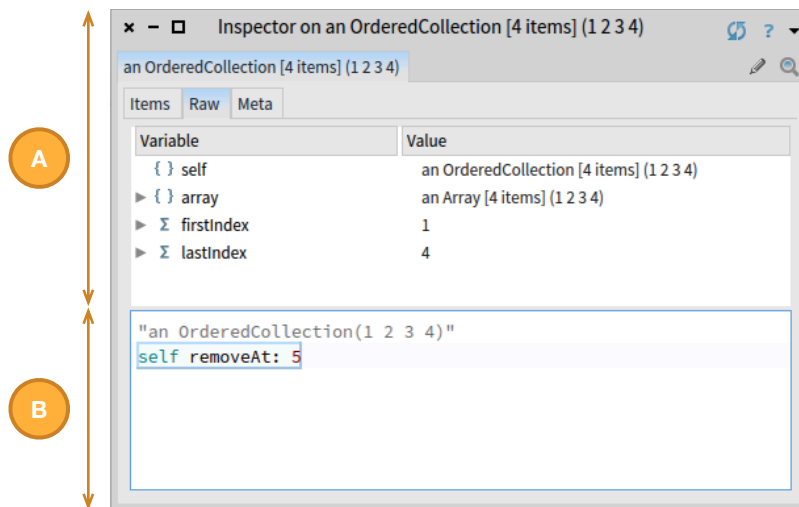 Inspector on an OrderedCollection [4 items] (1 2 3 4) ?
an OrderedCollection [4 items] (1 2 3 4)
Items Raw Meta
Variable Value
{ } self an OrderedCollection [4 items] (1 2 3 4)
{ } array an Array [4 items] (1 2 3 4)
Σ firstIndex 1
Σ lastIndex 4
A
"an OrderedCollection(1 2 3 4)"
self removeAt: 5
B